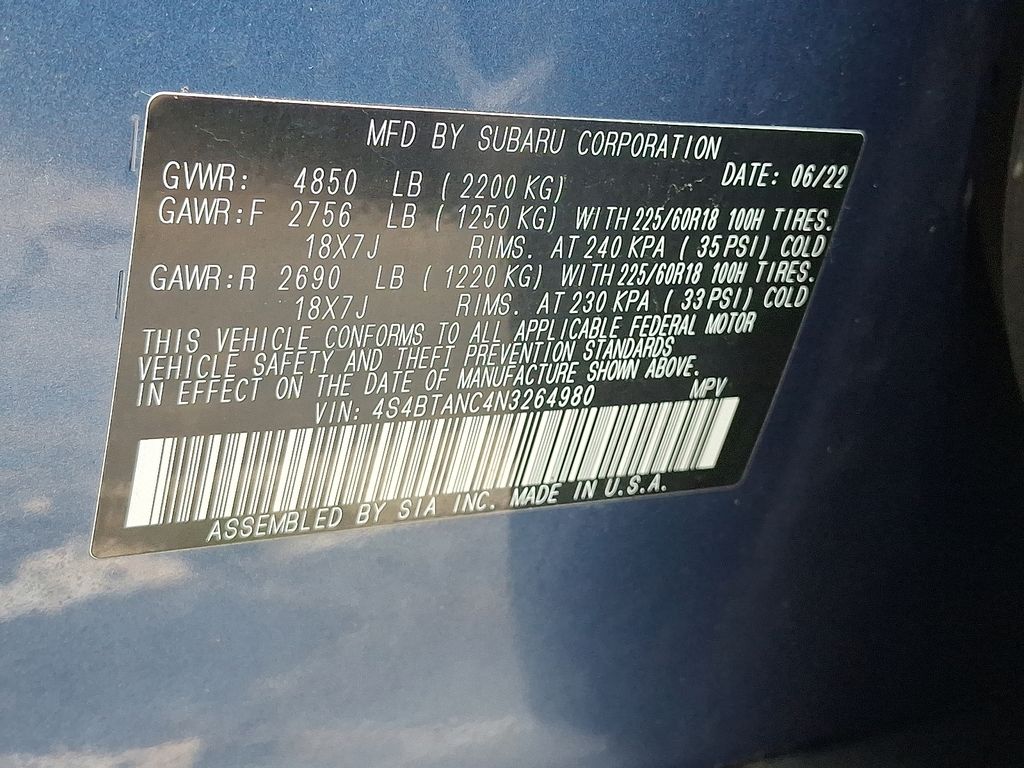 MFD BY SUBARU CORPORATION
GVWR: 4850 LB ( 2200 KG) DATE: 06/22
GAWR:F 2756 LB ( 1250 KG) WITH 225/60R18 100H TIRES.
18X7J RIMS. AT 240 KPA ( 35 PSI) COLD
GAWR:R 2690 LB ( 1220 KG) WITH 225/60R18 100H TIRES.
18X7J RIMS. AT 230 KPA ( 33 PSI) COLD
THIS VEHICLE CONFORMS TO ALL APPLICABLE FEDERAL MOTOR
VEHICLE SAFETY AND THEFT PREVENTION STANDARDS
IN EFFECT ON THE DATE OF MANUFACTURE SHOWN ABOVE.
VIN: 4S4BTANC4N3264980 MPV
ASSEMBLED BY SIA INC. MADE IN U.S.A.